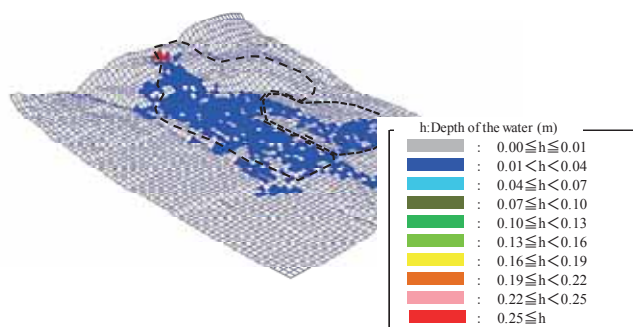 h:Depth of the water (m)
: 0.00≦h≦0.01
: 0.01<h<0.04
: 0.04≦h<0.07
: 0.07≦h<0.10
: 0.10≦h<0.13
: 0.13≦h<0.16
: 0.16≦h<0.19
: 0.19≦h<0.22
: 0.22≦h<0.25
: 0.25≦h